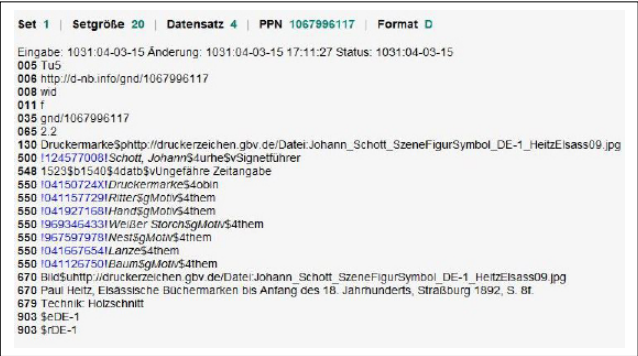 Set 1 | Setgröße 20 | Datensatz 4 | PPN 1067996117 | Format D
Eingabe: 1031:04-03-15 Änderung: 1031:04-03-15 17:11:27 Status: 1031:04-03-15
005 Tu5
006 http://d-nb.info/gnd/1067996117
008 wid
011 f
035 gnd/1067996117
065 2.2
130 Druckermarke$phttp://druckerzeichen.gbv.de/Datei:Johann_Schott_SzeneFigurSymbol_DE-1_HeitzElsass09.jpg
500 !124577008!Schott, Johann$4urhe$vSignetführer
548 1523$b1540$4datb$vUngefähre Zeitangabe
550 !04150724X!Druckermarke$4obin
550 !041157729!Ritter$gMotiv$4them
550 !041927168!Hand$gMotiv$4them
550 !969346433!Weißer Storch$gMotiv$4them
550 !967597978!Nest$gMotiv$4them
550 !041667654!Lanze$4them
550 !041126750!Baum$gMotiv$4them
670 Bild$uhttp://druckerzeichen.gbv.de/Datei:Johann_Schott_SzeneFigurSymbol_DE-1_HeitzElsass09.jpg
670 Paul Heitz, Elsässische Büchermarken bis Anfang des 18. Jahrhunderts, Straßburg 1892, S. 8f.
679 Technik: Holzschnitt
903 $eDE-1
903 $rDE-1